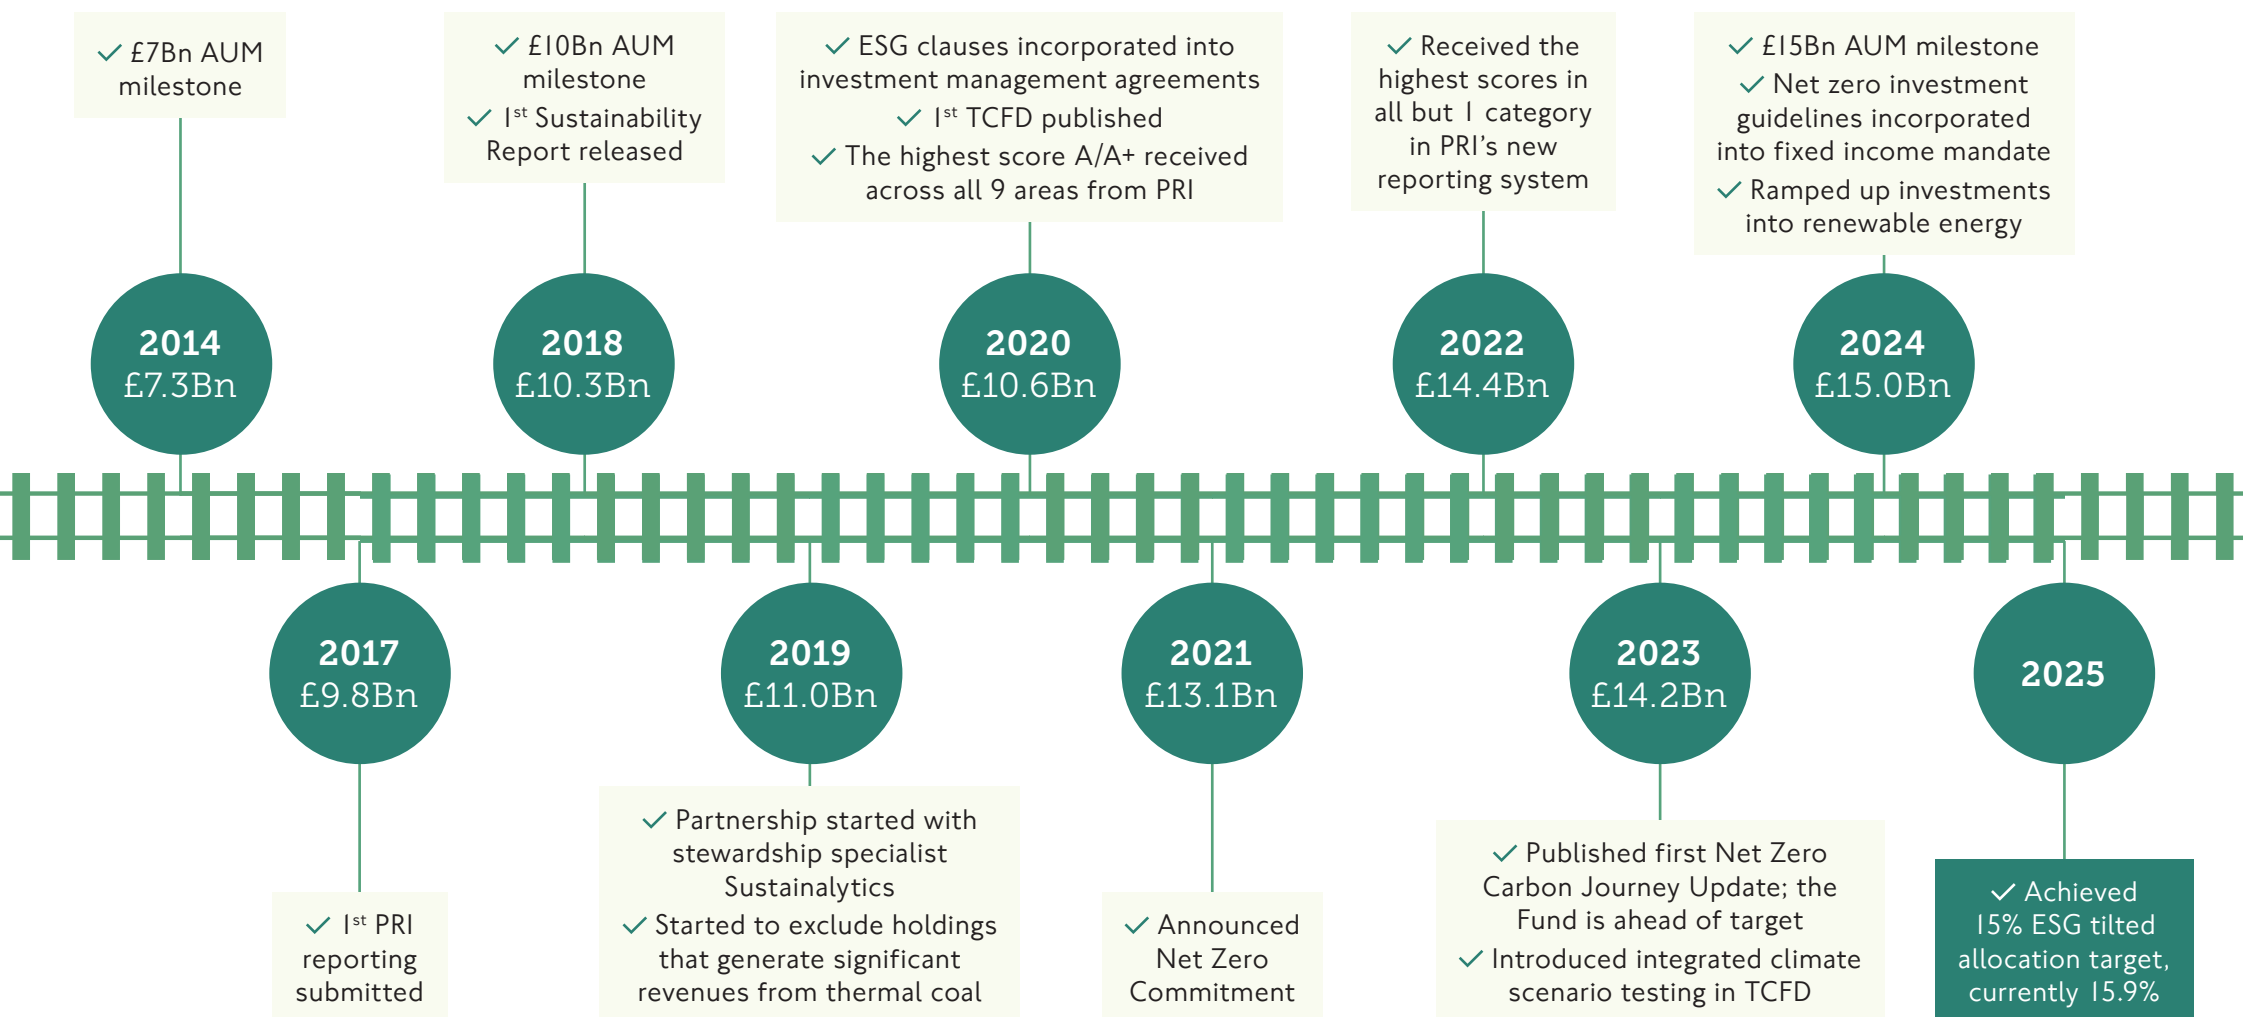 ✓ £7Bn AUM
milestone
2014
£7.3Bn
1st PRI
reporting
submitted
2017
£9.8Bn
✓ £10Bn AUM
milestone
✓ 1st Sustainability
Report released
2018
£10.3Bn
2019
£11.0Bn
✓ Partnership started with
stewardship specialist
Sustainalytics
✓ Started to exclude holdings
that generate significant
revenues from thermal coal
✓ ESG clauses incorporated into
investment management agreements
✓ 1st TCFD published
✓ The highest score A/A+ received
across all 9 areas from PRI
2020
£10.6Bn
2021
£13.1Bn
✓ Announced
Net Zero
Commitment
✓ Received the
highest scores in
all but 1 category
in PRI’s new
reporting system
2022
£14.4Bn
2023
£14.2Bn
✓ Published first Net Zero
Carbon Journey Update; the
Fund is ahead of target
✓ Introduced integrated climate
scenario testing in TCFD
✓ £15Bn AUM milestone
✓ Net zero investment
guidelines incorporated
into fixed income mandate
✓ Ramped up investments
into renewable energy
2024
£15.0Bn
2025
✓ Achieved
15% ESG tilted
allocation target,
currently 15.9%